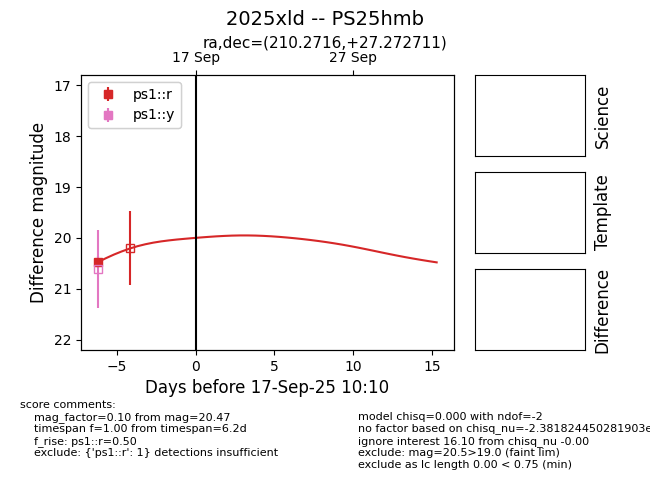 2025xld -- PS25hmb
ra,dec=(210.2716,+27.272711)
17 Sep
27 Sep
ps1::r
ps1::y
17
18
19
20
21
22
Difference magnitude
−5
0
5
10
15
Days before 17-Sep-25 10:10
Science
Template
Difference
score comments:
mag_factor=0.10 from mag=20.47
timespan f=1.00 from timespan=6.2d
f_rise: ps1::r=0.50
exclude: {'ps1::r': 1} detections insufficient
model chisq=0.000 with ndof=-2
no factor based on chisq_nu=-2.381824450281903e
ignore interest 16.10 from chisq_nu -0.00
exclude: mag=20.5>19.0 (faint lim)
exclude as lc length 0.00 < 0.75 (min)